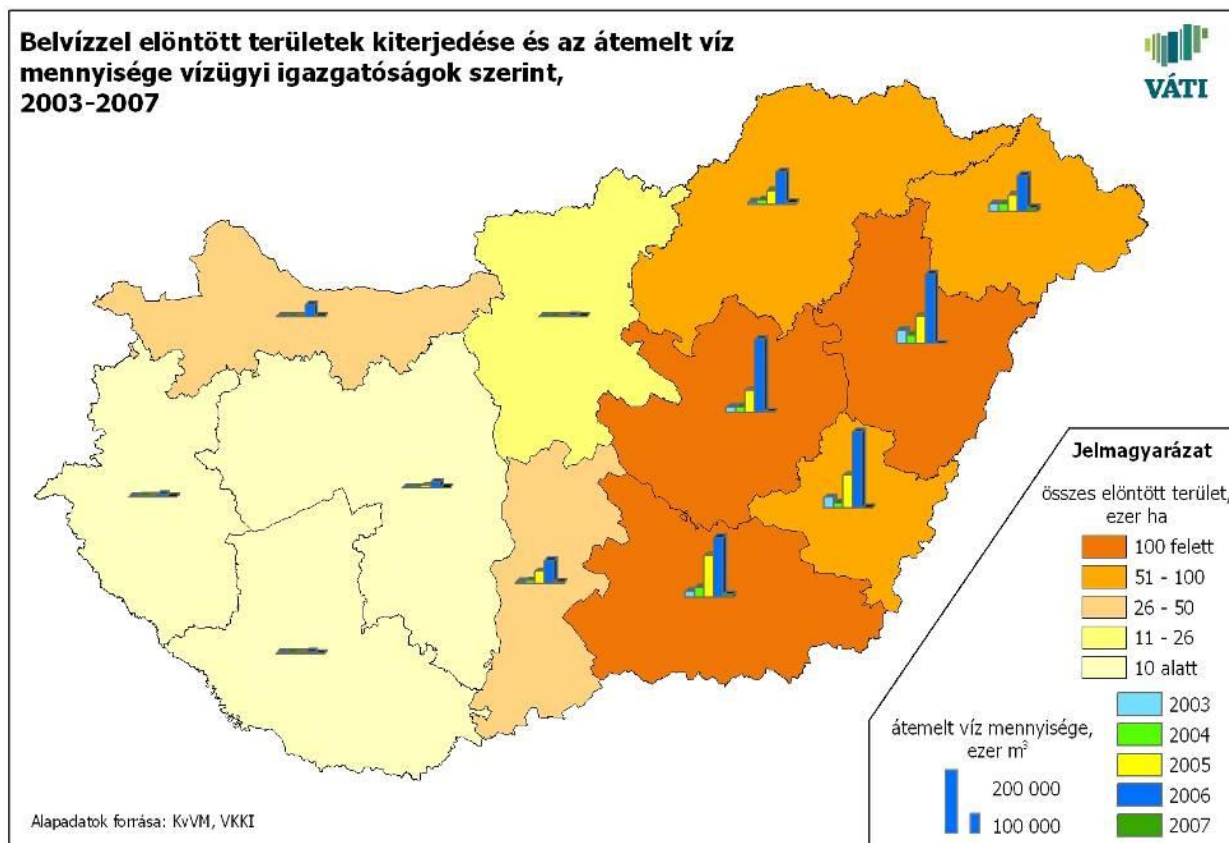 Belvízzel elöntött területek kiterjedése és az átemelt víz
mennyisége vízügyi igazgatóságok szerint,
2003-2007
VÁTI
Jelmagyarázat
összes elöntött terület,
ezer ha
100 felett
51 - 100
26 - 50
11 - 26
10 alatt
2003
2004
2005
2006
2007
átemelt víz mennyisége,
ezer m³
200 000
100 000
Alapadatok forrása: KvVM, VKKI